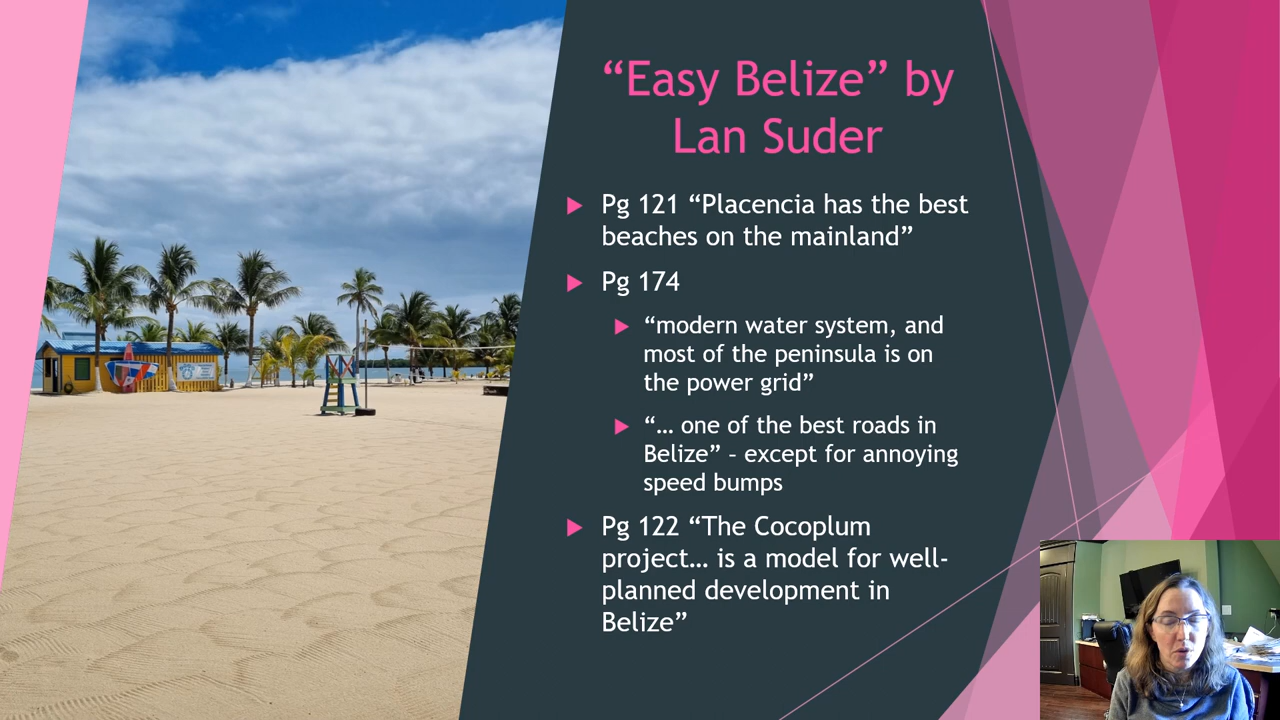 “Easy Belize” by
Lan Suder
Pg 121 “Placencia has the best
beaches on the mainland”
Pg 174
“modern water system, and
most of the peninsula is on
the power grid”
“… one of the best roads in
Belize” – except for annoying
speed bumps
Pg 122 “The Cocoplum
project… is a model for well-
planned development in
Belize”